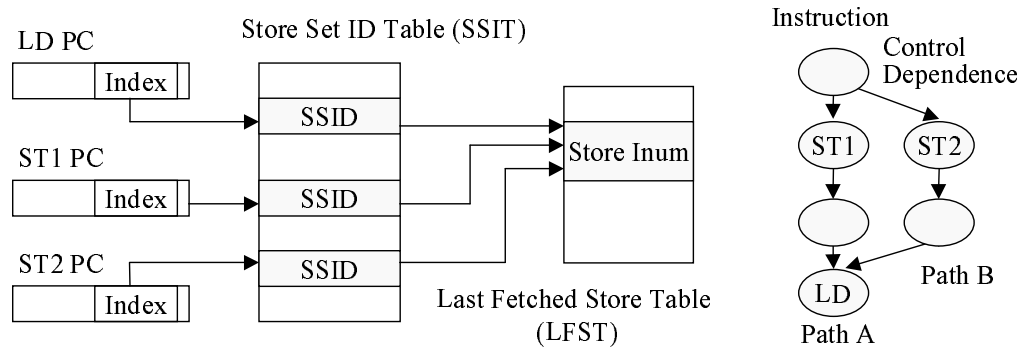 Store Set ID Table (SSIT)
LD PC
Index
SSID
ST1 PC
Index
SSID
ST2 PC
Index
SSID
Store Inum
Last Fetched Store Table
(LFST)
Instruction
Control
Dependence
ST1
ST2
LD
Path B
Path A